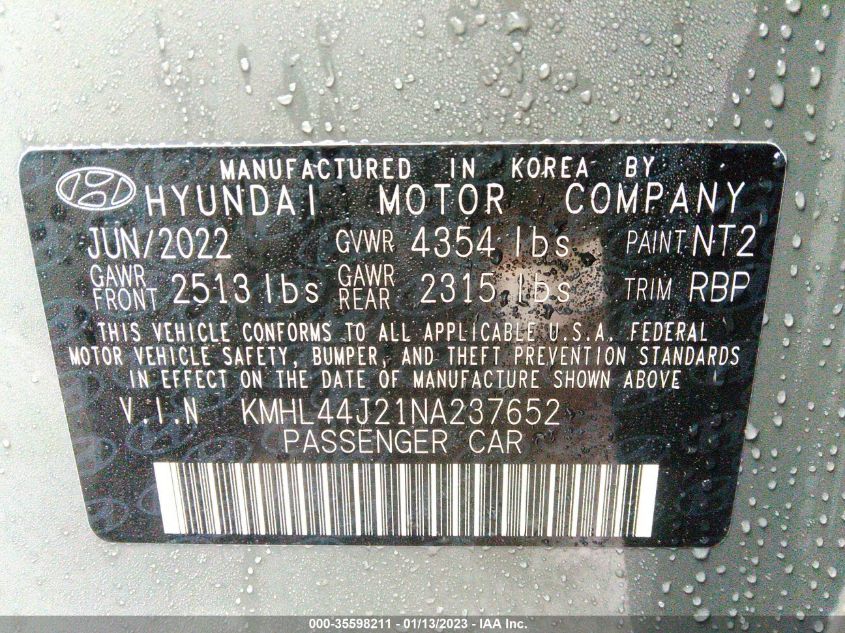 MANUFACTURED IN KOREA BY
HYUNDAI MOTOR COMPANY
JUN/2022 GVWR 4354 lbs PAINT NT2
GAWR FRONT 2513 lbs GAWR REAR 2315 lbs TRIM RBP
THIS VEHICLE CONFORMS TO ALL APPLICABLE U.S.A. FEDERAL
MOTOR VEHICLE SAFETY, BUMPER, AND THEFT PREVENTION STANDARDS
IN EFFECT ON THE DATE OF MANUFACTURE SHOWN ABOVE.
V.I.N KMHL44J21NA237652
PASSENGER CAR
000-35598211 - 01/13/2023 - IAA Inc.